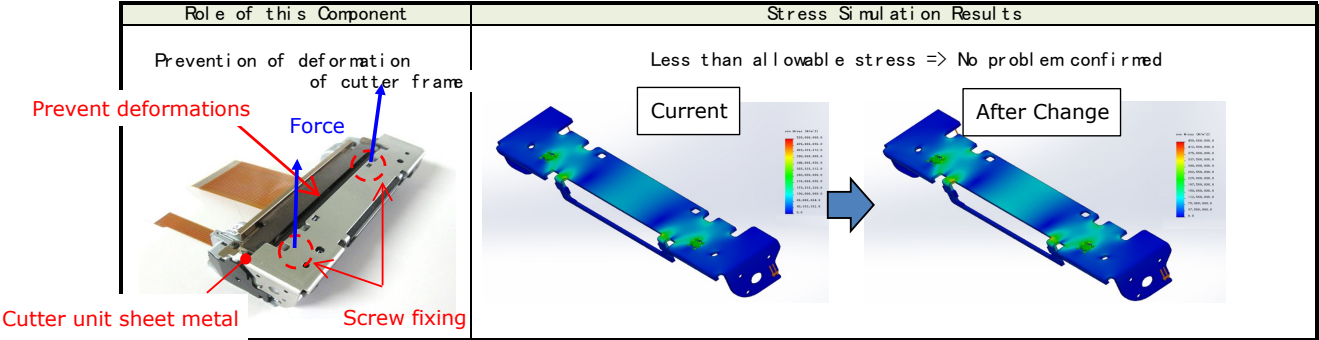 Role of this Component
Stress Simulation Results
Prevention of deformation
of cutter frame
Prevent deformations
Force
Cutter unit sheet metal
Screw fixing
Less than allowable stress => No problem confirmed
Current
After Change